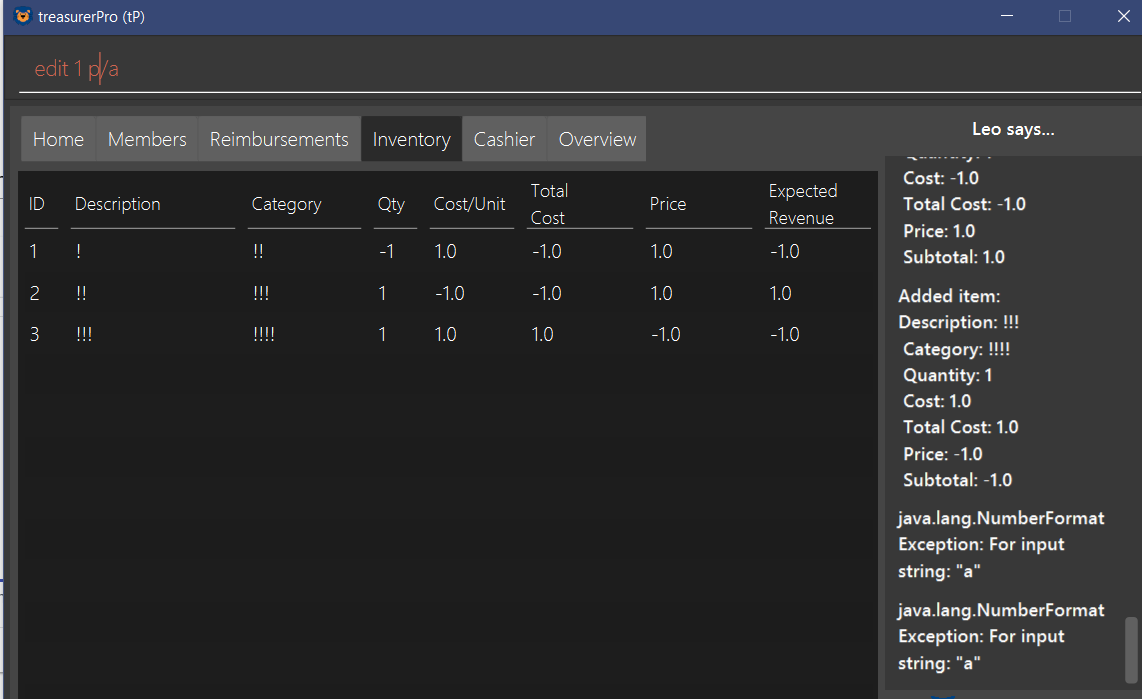 treasurerPro (tP)
edit 1 p/a
Home Members Reimbursements Inventory Cashier Overview
ID Description Category Qty Cost/Unit Total Cost Price Expected Revenue
1 ! !! -1 1.0 -1.0 1.0 -1.0
2 !! !!! 1 -1.0 -1.0 1.0 1.0
3 !!! !!!! 1 1.0 1.0 -1.0 -1.0
Leo says...
Cost: -1.0
Total Cost: -1.0
Price: 1.0
Subtotal: 1.0
Added item:
Description: !!!
Category: !!!!
Quantity: 1
Cost: 1.0
Total Cost: 1.0
Price: -1.0
Subtotal: -1.0
java.lang.NumberFormat
Exception: For input
string: "a"
java.lang.NumberFormat
Exception: For input
string: "a"